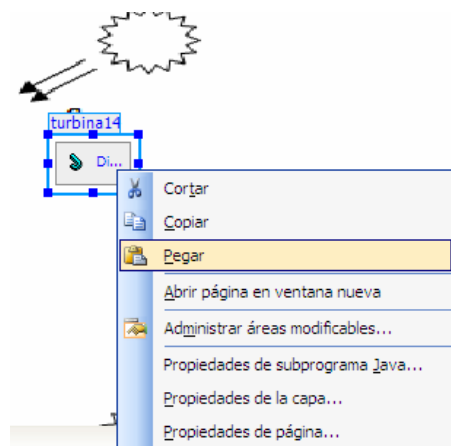 turbina14
Di...
Cortar
Copiar
Pegar
Abrir página en ventana nueva
Administrar áreas modificables...
Propiedades de subprograma Java...
Propiedades de la capa...
Propiedades de página...